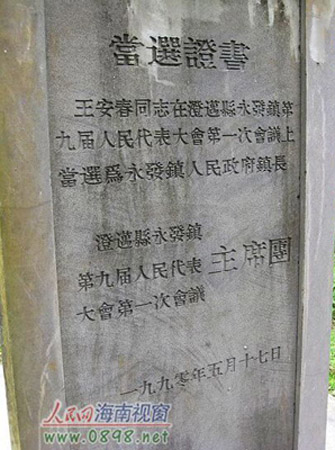 當選證書
王安春同志在澄邁縣永發鎮第
九届人民代表大會第一次會議上
當選爲永發鎮人民政府鎮長
澄邁縣永發鎮
第九届人民代表
大會第一次會議
主席團
一九九零年五月十七日
人民网海南视窗
www.0898.net